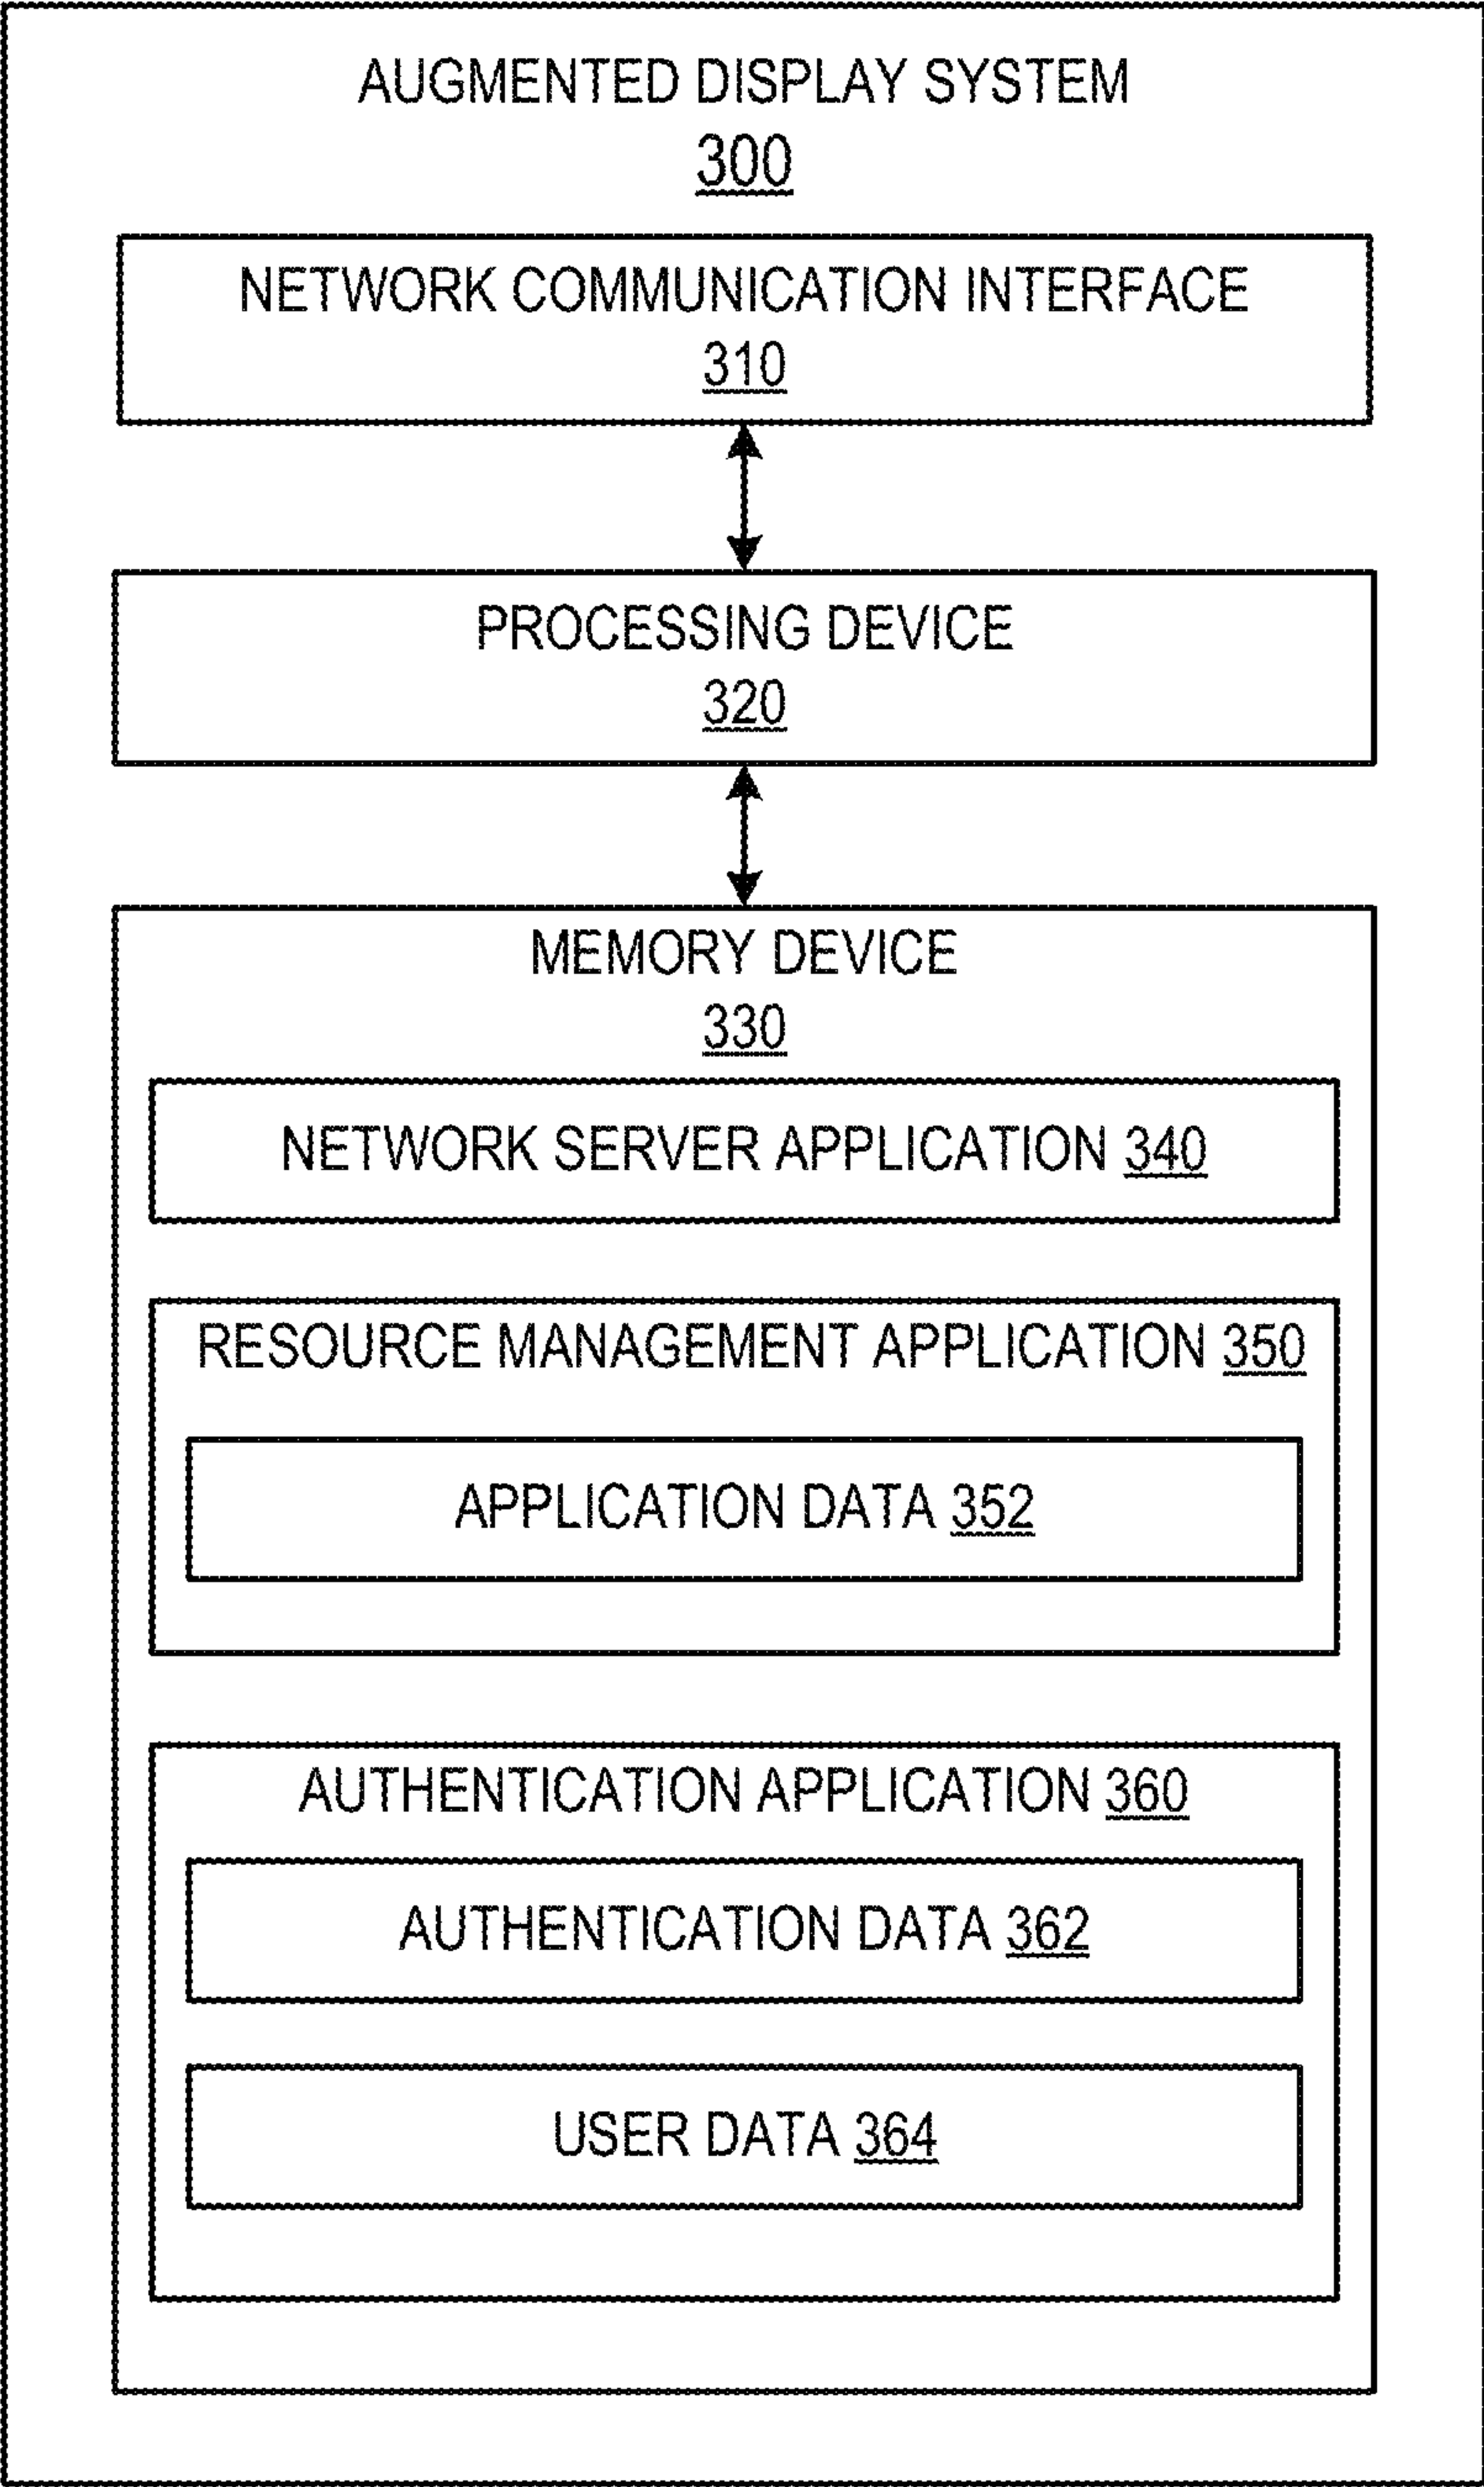 AUGMENTED DISPLAY SYSTEM
300
NETWORK COMMUNICATION INTERFACE
310
PROCESSING DEVICE
320
MEMORY DEVICE
330
NETWORK SERVER APPLICATION 340
RESOURCE MANAGEMENT APPLICATION 350
APPLICATION DATA 352
AUTHENTICATION APPLICATION 360
AUTHENTICATION DATA 362
USER DATA 364